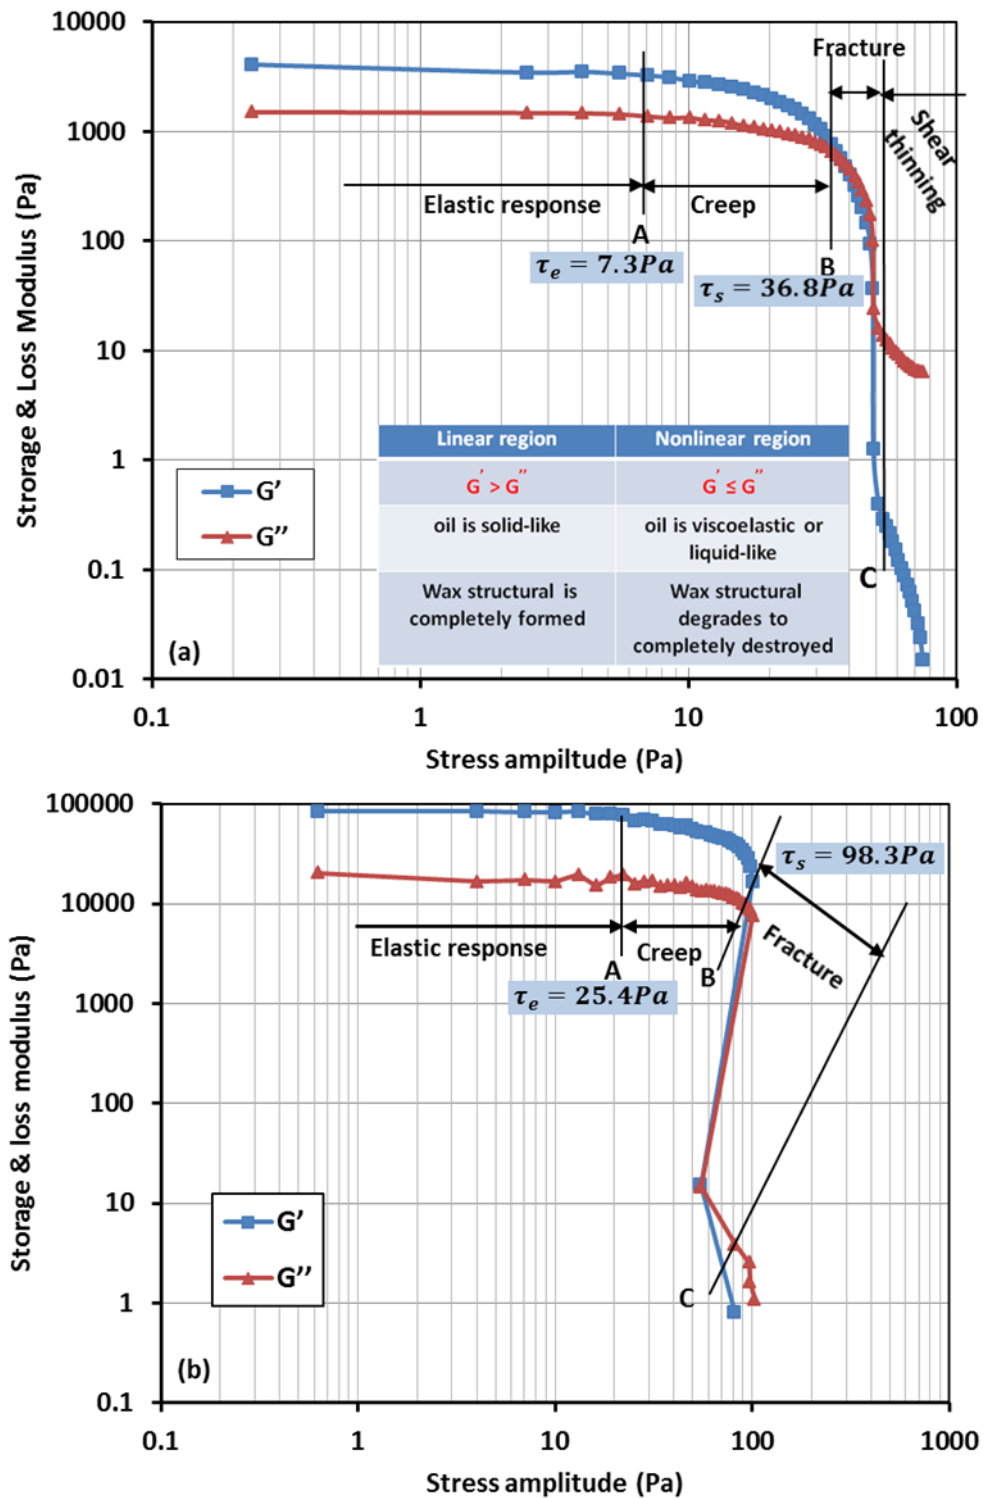 10000
1000
100
10
1
0.1
0.01
Strorage & Loss Modulus (Pa)
Fracture
Shear
thinning
Elastic response
Creep
A
B
C
τe = 7.3Pa
τs = 36.8Pa
Linear region Nonlinear region
G' > G'' G' ≤ G''
oil is solid-like oil is viscoelastic or
liquid-like
Wax structural is Wax structural
completely formed degrades to
completely destroyed
G'
G''
(a)
0.1 1 10 100
Stress ampiltude (Pa)
100000
10000
1000
100
10
1
0.1
Storage & loss modulus (Pa)
τs = 98.3Pa
Elastic response
Creep
Fracture
A
B
τe = 25.4Pa
C
G'
G''
(b)
0.1 1 10 100 1000
Stress amplitude (Pa)